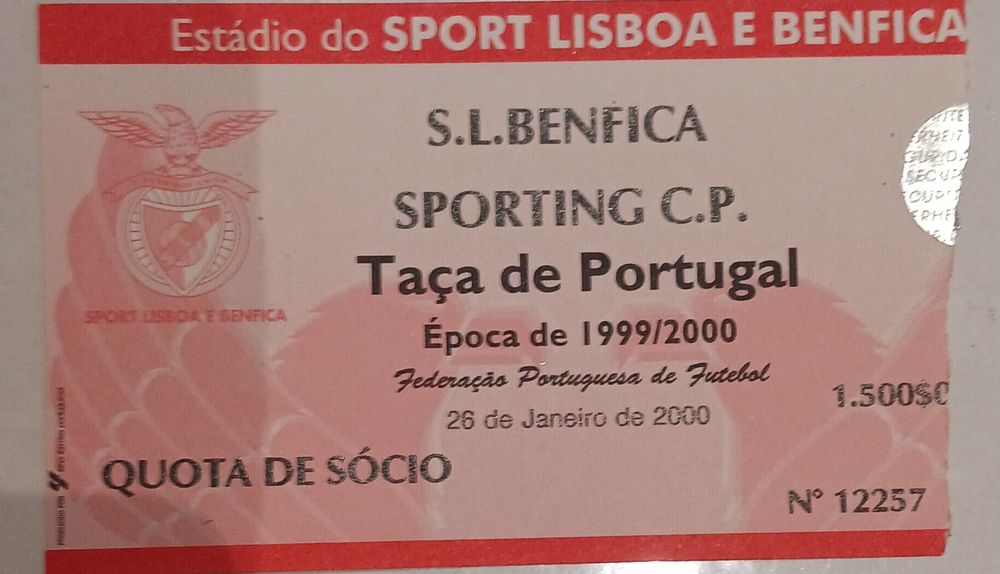 Estádio do SPORT LISBOA E BENFICA
S.L.BENFICA
SPORTING C.P.
Taça de Portugal
Época de 1999/2000
Federação Portuguesa de Futebol
26 de Janeiro de 2000
1.500$0
QUOTA DE SÓCIO
Nº 12257
SPORT LISBOA E BENFICA